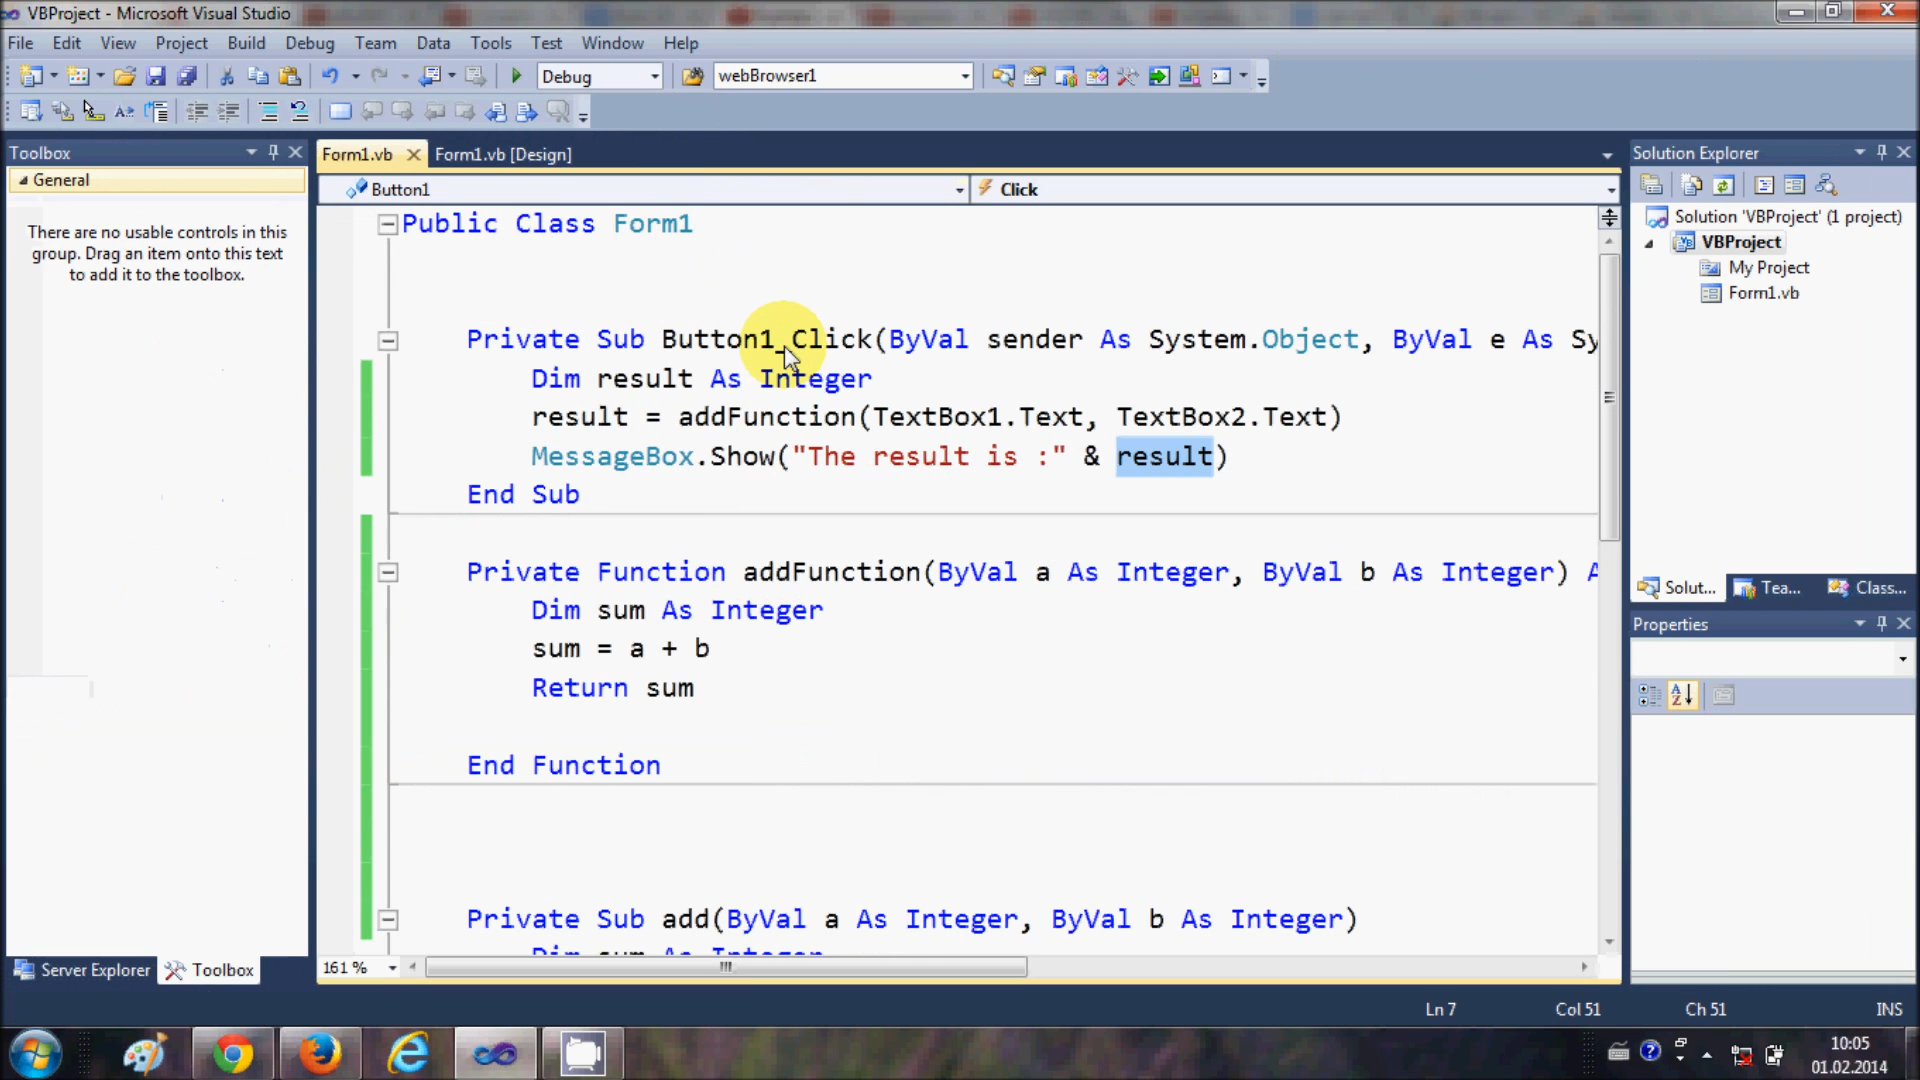 VBProject - Microsoft Visual Studio
File Edit View Project Build Debug Team Data Tools Test Window Help
Debug webBrowser1
Toolbox
General
There are no usable controls in this
group. Drag an item onto this text
to add it to the toolbox.
Server Explorer Toolbox
Form1.vb Form1.vb [Design]
Button1 Click
Public Class Form1
Private Sub Button1_Click(ByVal sender As System.Object, ByVal e As Sy
Dim result As Integer
result = addFunction(TextBox1.Text, TextBox2.Text)
MessageBox.Show("The result is :" & result)
End Sub
Private Function addFunction(ByVal a As Integer, ByVal b As Integer) A
Dim sum As Integer
sum = a + b
Return sum
End Function
Private Sub add(ByVal a As Integer, ByVal b As Integer)
Dim sum As Integer
161 %
Solution Explorer
Solution 'VBProject' (1 project)
VBProject
My Project
Form1.vb
Solut... Tea... Class...
Properties
Ln 7 Col 51 Ch 51 INS
10:05
01.02.2014